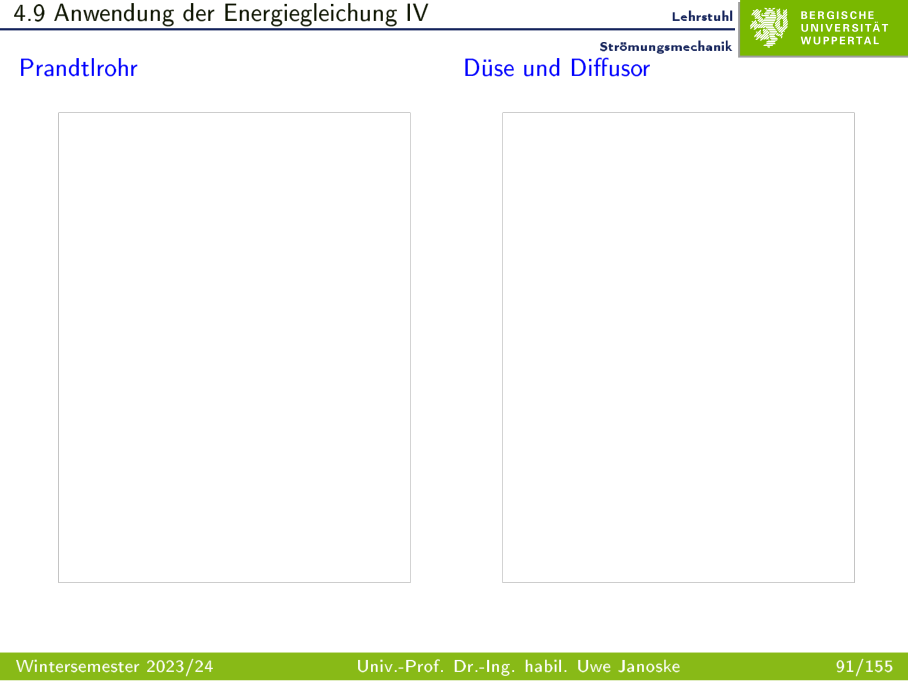 4.9 Anwendung der Energiegleichung IV
Lehrstuhl
Strömungsmechanik
BERGISCHE
UNIVERSITÄT
WUPPERTAL
Prandtlrohr
Düse und Diffusor
Wintersemester 2023/24
Univ.-Prof. Dr.-Ing. habil. Uwe Janoske
91/155